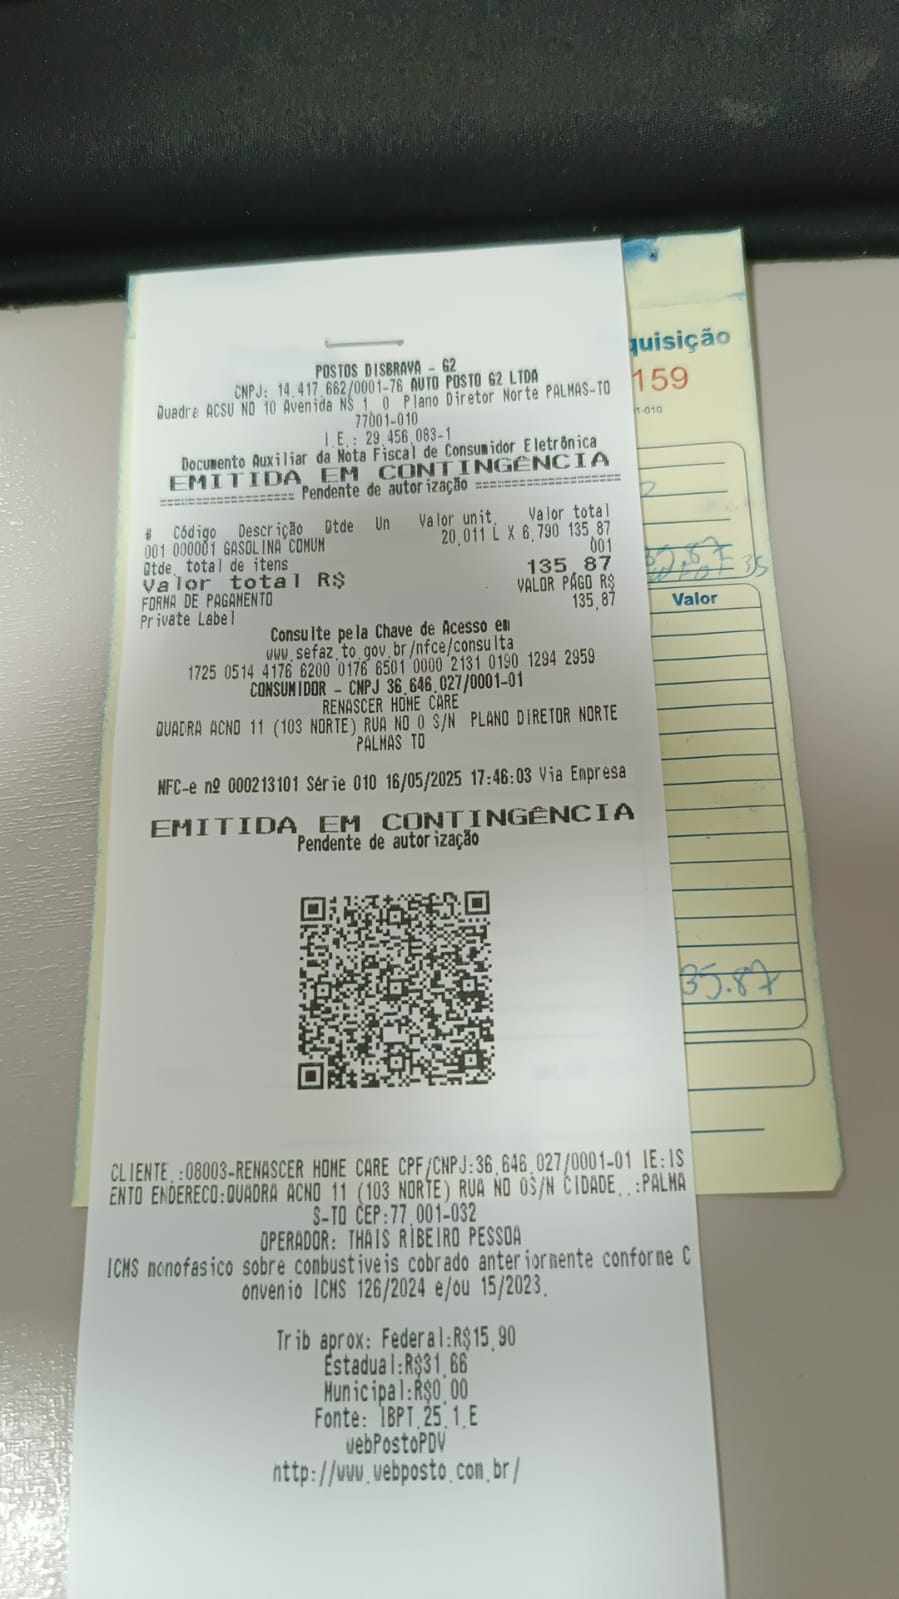 POSTOS DISBRAVA - G2
CNPJ: 14.417.662/0001-76 AUTO POSTO G2 LTDA
Quadra ACSU NO 10 Avenida NS 1, 0 Plano Diretor Norte PALMAS-TO
77001-010
I.E.: 29.456.083-1
Documento Auxiliar da Nota Fiscal de Consumidor Eletrônica
EMITIDA EM CONTINGÊNCIA
Pendente de autorização
# Código Descrição Qtde Un Valor unit. Valor total
001 000001 GASOLINA COMUM 20,011 L X 6,790 135,87
Qtde. total de itens 001
Valor total R$ 135,87
FORMA DE PAGAMENTO VALOR PAGO R$
Private Label 135,87
Consulte pela Chave de Acesso em
www.sefaz.to.gov.br/nfce/consulta
1725 0514 4176 6200 0176 6501 0000 2131 0190 1294 2959
CONSUMIDOR - CNPJ 36.646.027/0001-01
RENASCER HOME CARE
QUADRA ACNO 11 (103 NORTE) RUA NO 0 S/N PLANO DIRETOR NORTE
PALMAS TO
NFC-e nº 000213101 Série 010 16/05/2025 17:46:03 Via Empresa
EMITIDA EM CONTINGÊNCIA
Pendente de autorização
CLIENTE.:08003-RENASCER HOME CARE CPF/CNPJ:36.646.027/0001-01 IE:IS
ENTO ENDERECO:QUADRA ACNO 11 (103 NORTE) RUA NO 0S/N CIDADE..:PALMA
S-TO CEP:77.001-032
OPERADOR: THAIS RIBEIRO PESSOA
ICMS monofasico sobre combustiveis cobrado anteriormente conforme C
onvenio ICMS 126/2024 e/ou 15/2023.
Trib aprox: Federal:R$15,90
Estadual:R$31,66
Municipal:R$0,00
Fonte: IBPT.25.1.E
webPostoPDV
http://www.webposto.com.br/
quisição
159
1-010
Valor
35.87